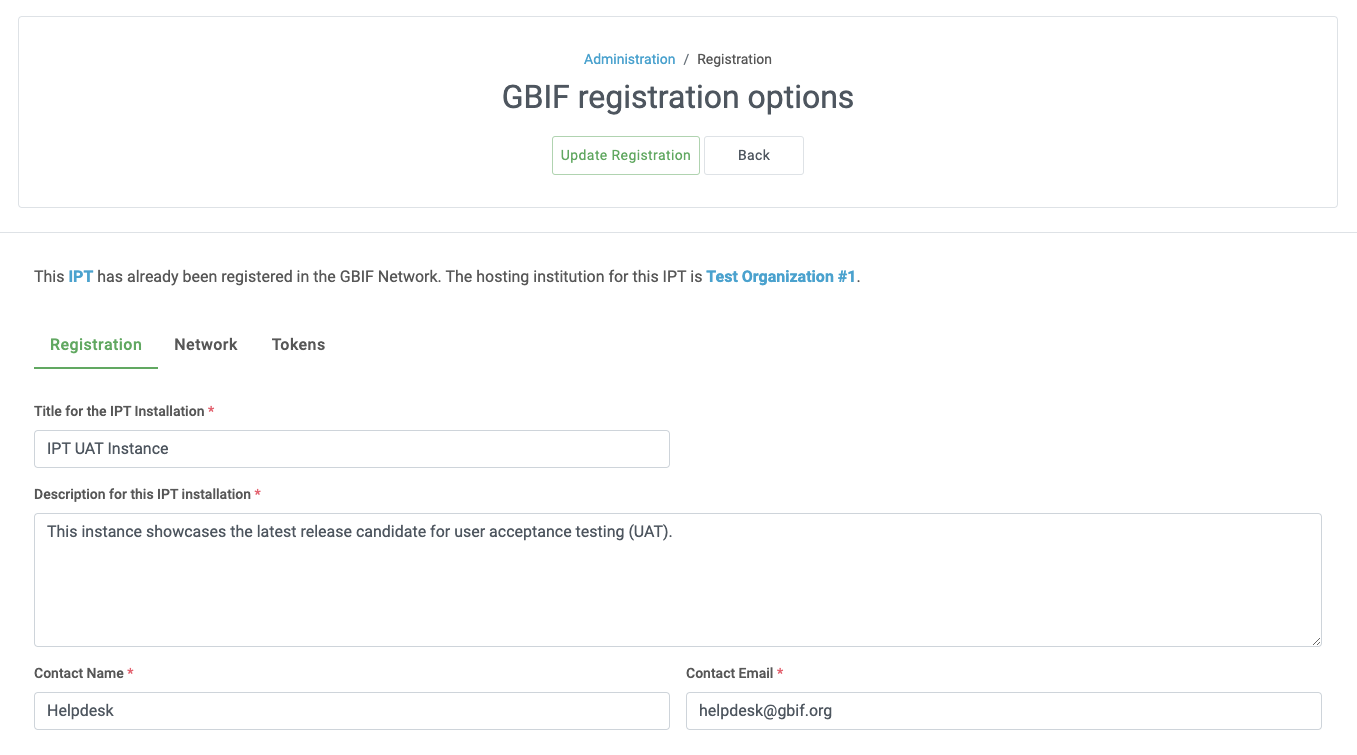 Administration / Registration
GBIF registration options
Update Registration Back
This IPT has already been registered in the GBIF Network. The hosting institution for this IPT is Test Organization #1.
Registration Network Tokens
Title for the IPT Installation *
IPT UAT Instance
Description for this IPT installation *
This instance showcases the latest release candidate for user acceptance testing (UAT).
Contact Name * Contact Email *
Helpdesk helpdesk@gbif.org